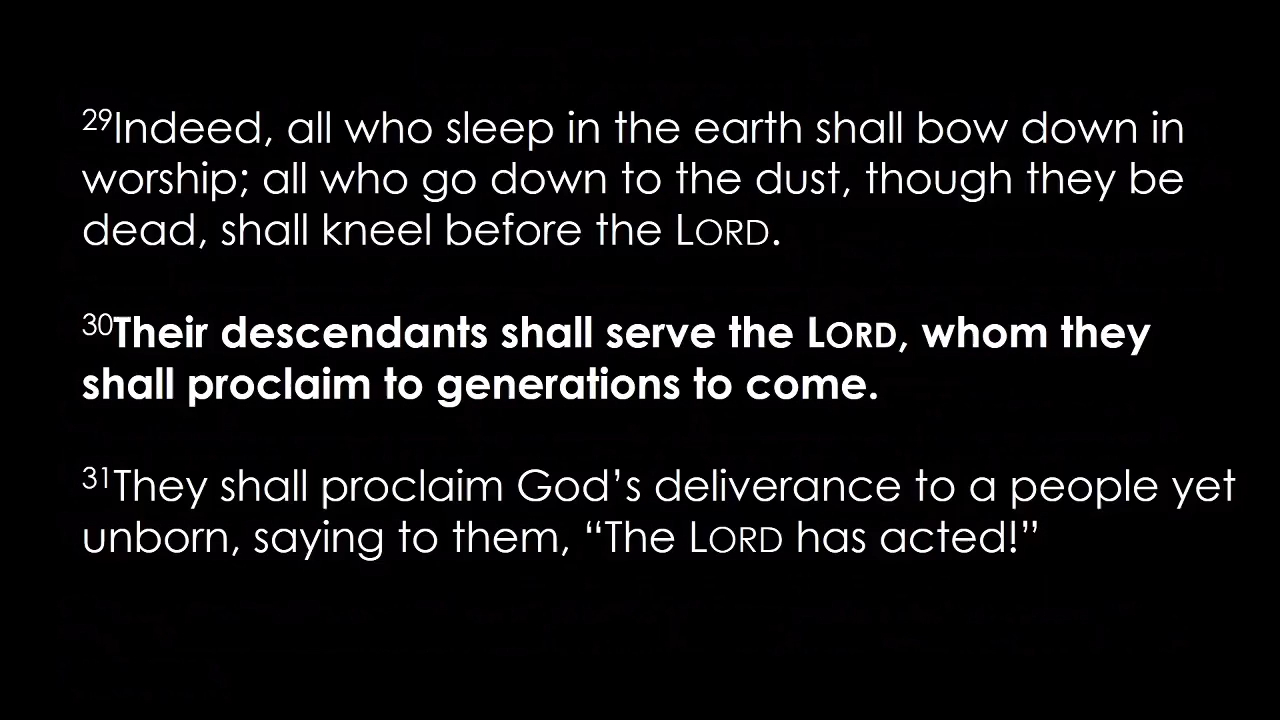 29Indeed, all who sleep in the earth shall bow down in
worship; all who go down to the dust, though they be
dead, shall kneel before the LORD.
30Their descendants shall serve the LORD, whom they
shall proclaim to generations to come.
31They shall proclaim God’s deliverance to a people yet
unborn, saying to them, “The LORD has acted!”